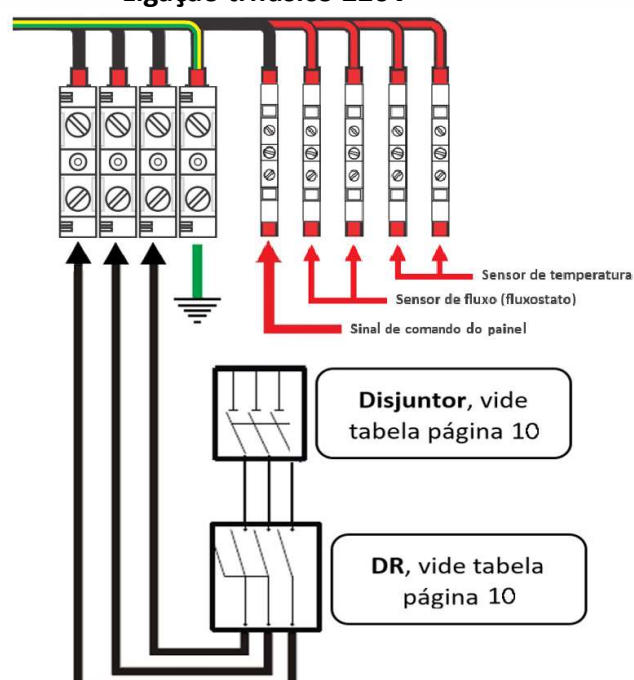 Sensor de temperatura
Sensor de fluxo (fluxostato)
Sinal de comando do painel
Disjuntor, vide
tabela página 10
DR, vide tabela
página 10